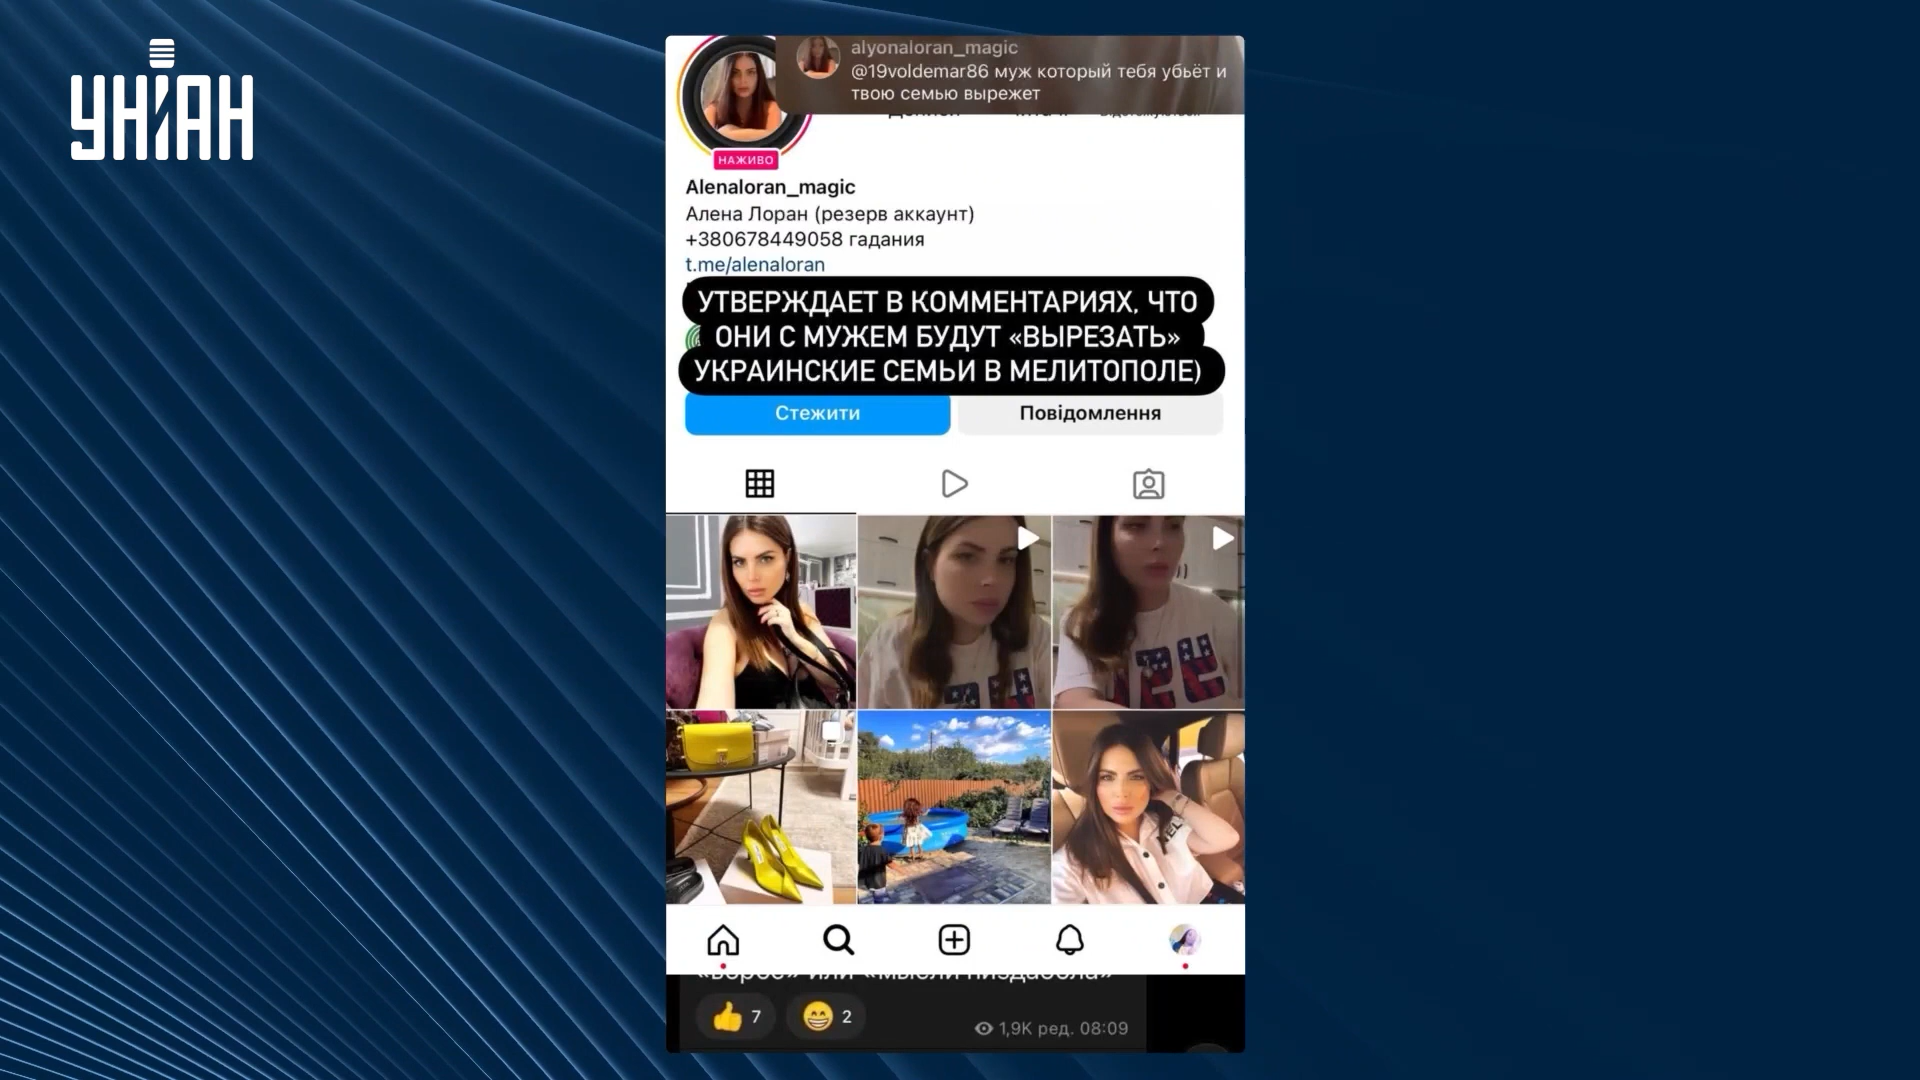 УНІАН
alyonaloran_magic
@19voldemar86 муж который тебя убьёт и
твою семью вырежет
НАЖИВО
Alenaloran_magic
Алена Лоран (резерв аккаунт)
+380678449058 гадания
t.me/alenaloran
УТВЕРЖДАЕТ В КОММЕНТАРИЯХ, ЧТО
ОНИ С МУЖЕМ БУДУТ «ВЫРЕЗАТЬ»
УКРАИНСКИЕ СЕМЬИ В МЕЛИТОПОЛЕ)
Стежити
Повідомлення
7
2
1,9K ред. 08:09